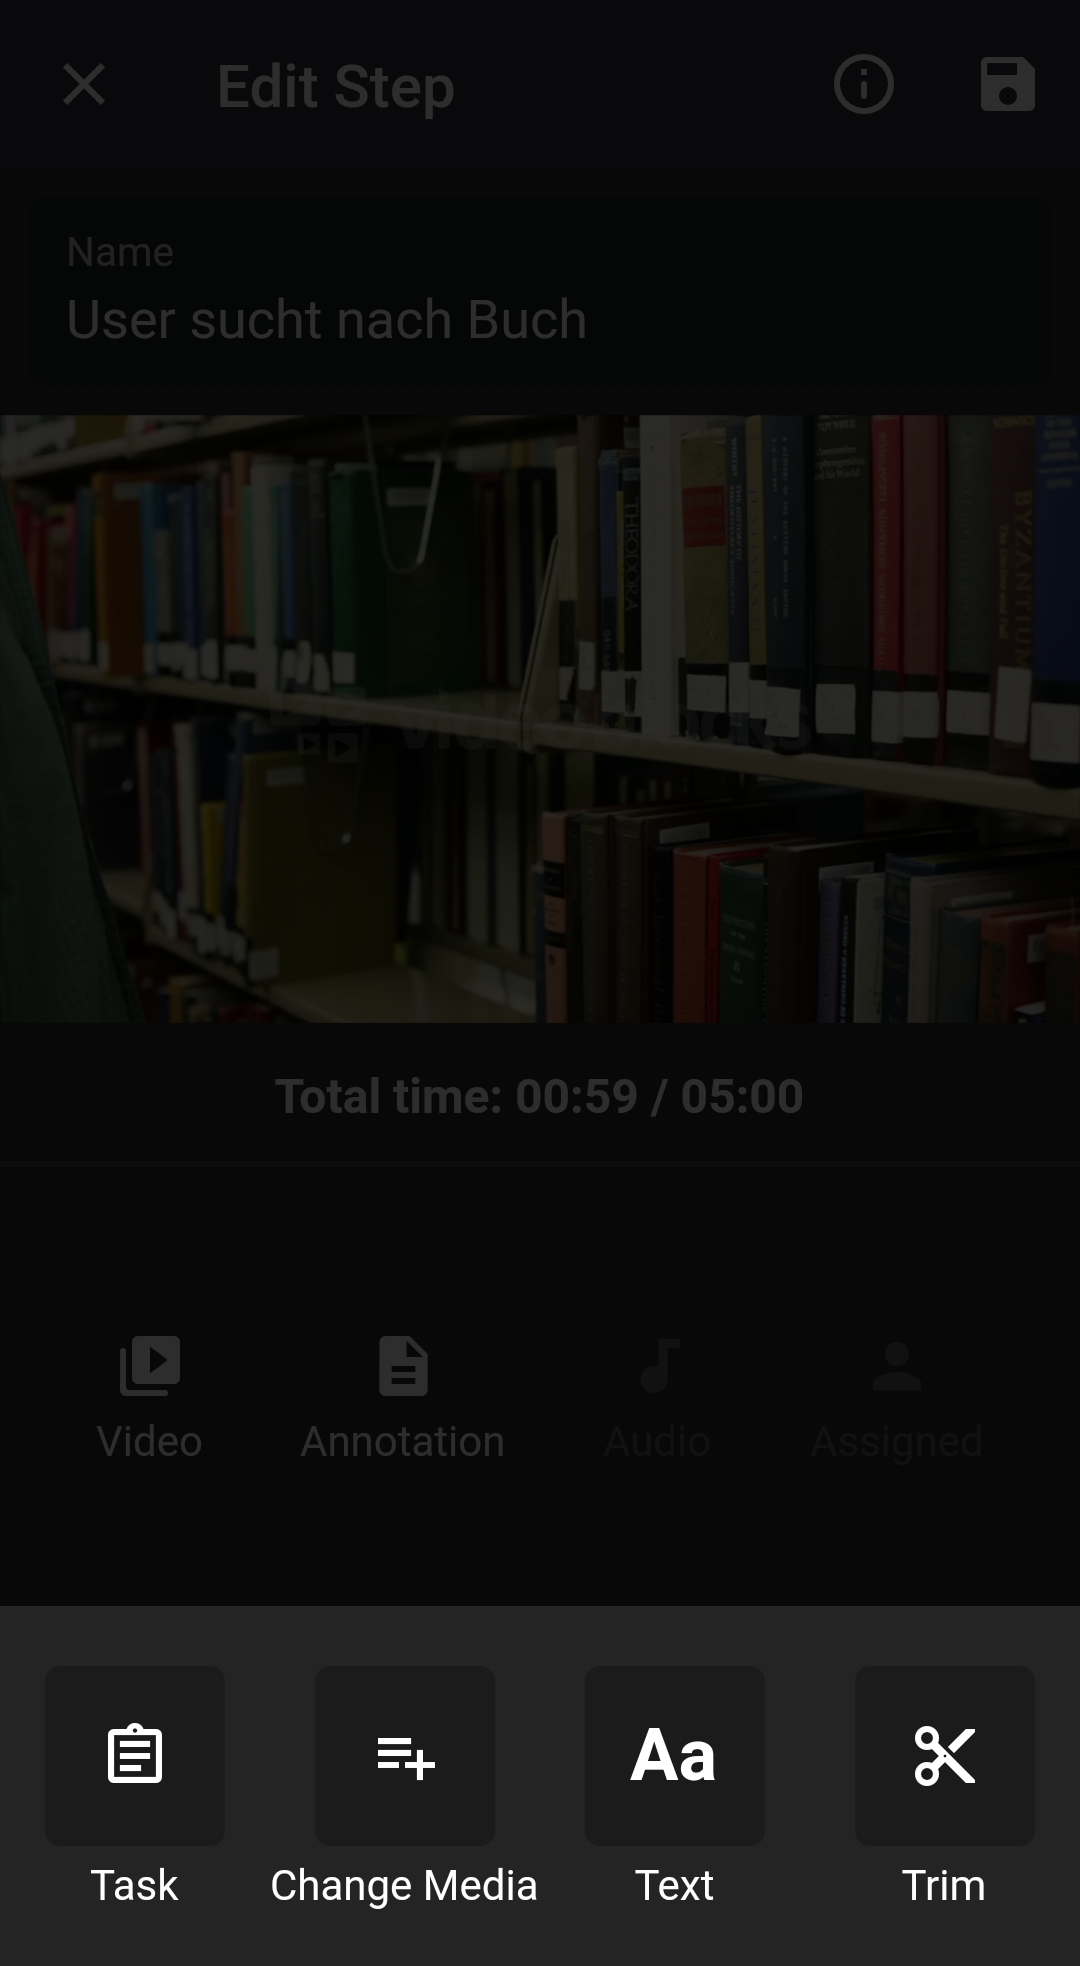 Edit Step
Name
User sucht nach Buch
THEODORA
BYZANTIUM
Total time: 00:59 / 05:00
Video Annotation Audio Assigned
Task Change Media Text Trim